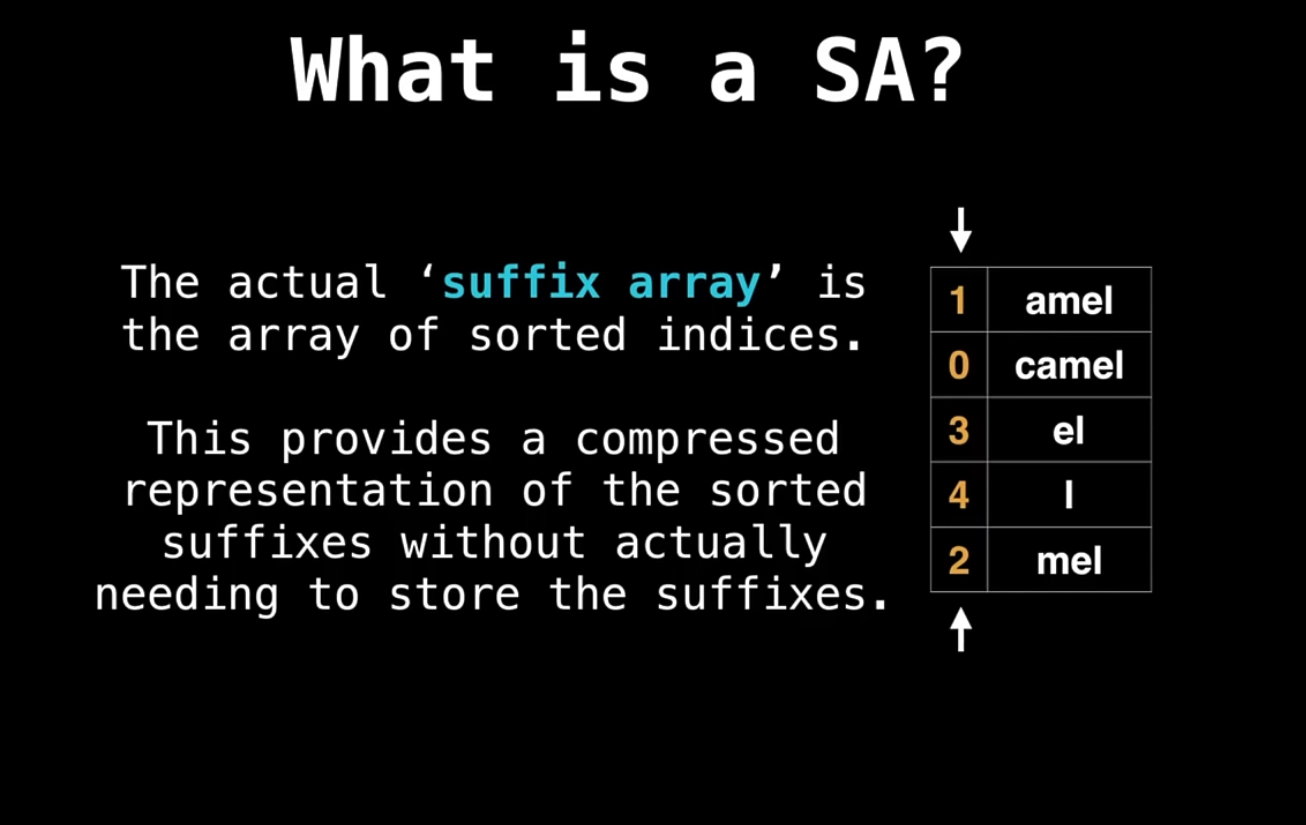 What is a SA?
The actual ‘suffix array’ is
the array of sorted indices.
This provides a compressed
representation of the sorted
suffixes without actually
needing to store the suffixes.
1 amel
0 camel
3 el
4 l
2 mel